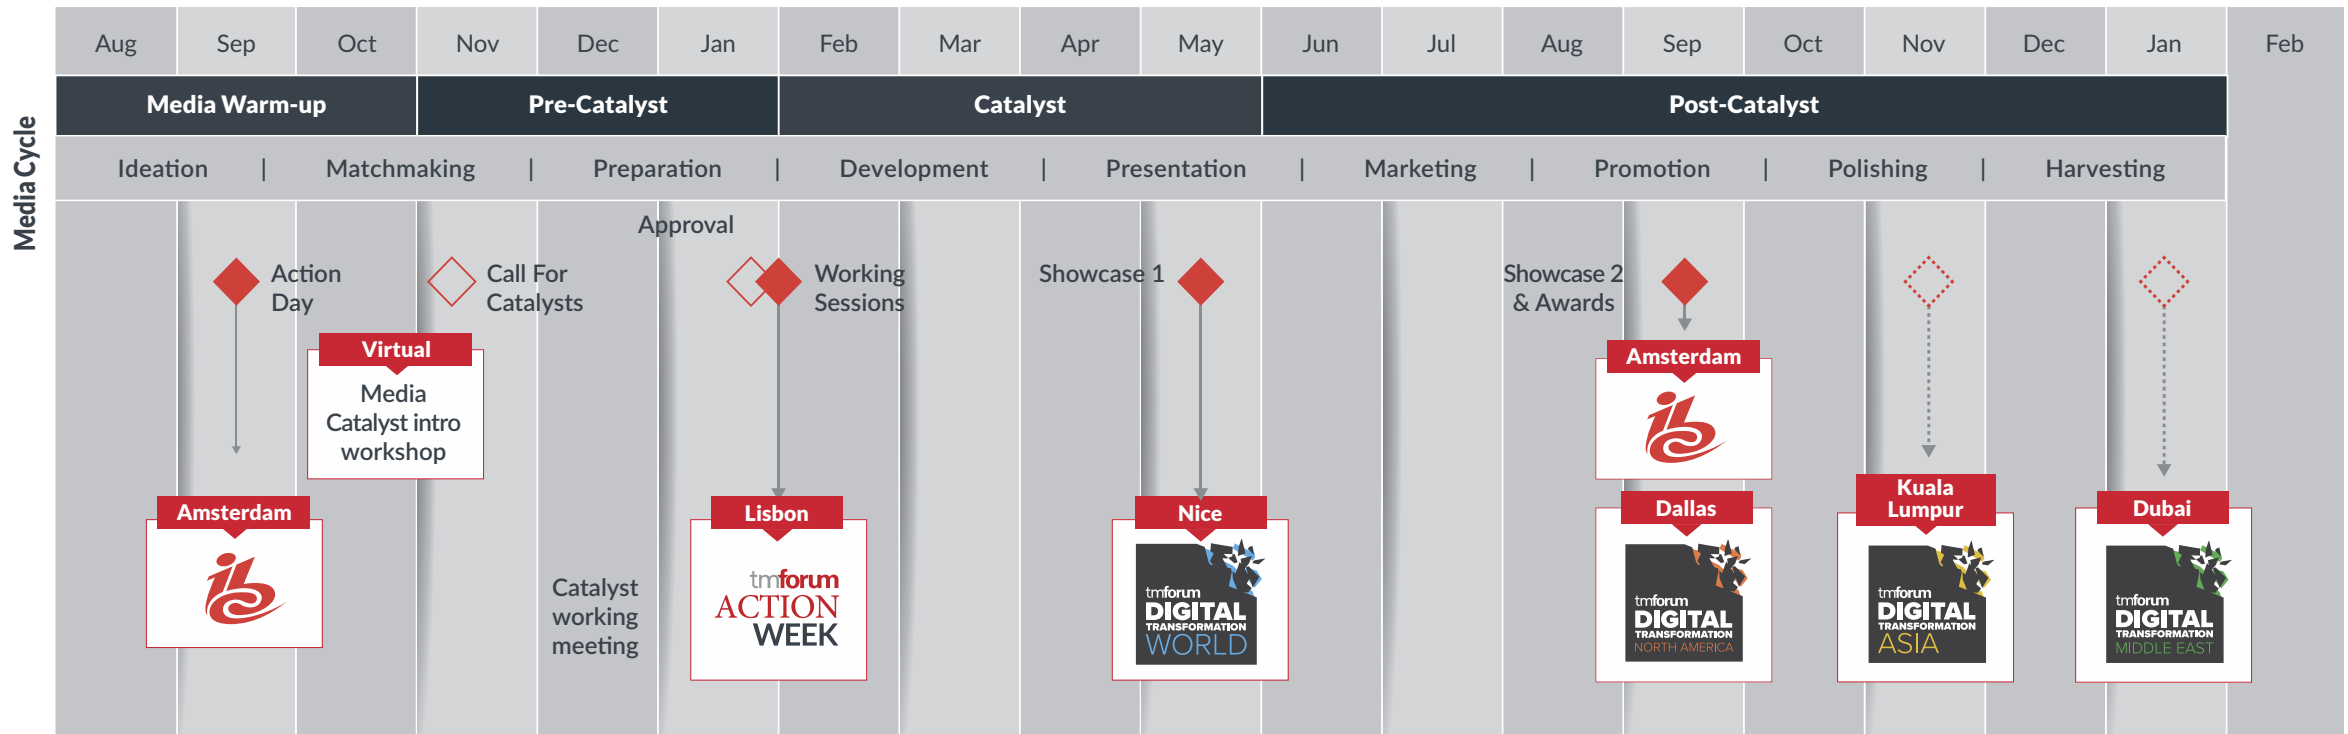 Aug Sep Oct Nov Dec Jan Feb Mar Apr May Jun Jul Aug Sep Oct Nov Dec Jan Feb
Media Cycle
Media Warm-up Pre-Catalyst Catalyst Post-Catalyst
Ideation | Matchmaking | Preparation | Development | Presentation | Marketing | Promotion | Polishing | Harvesting
Approval
Action
Day
Call For
Catalysts
Working
Sessions
Showcase 1
Showcase 2
& Awards
Virtual
Media
Catalyst intro
workshop
Amsterdam
ibc
Catalyst
working
meeting
Lisbon
tmforum
ACTION
WEEK
Nice
tmforum
DIGITAL
TRANSFORMATION
WORLD
Amsterdam
ibc
Dallas
tmforum
DIGITAL
TRANSFORMATION
NORTH AMERICA
Kuala
Lumpur
tmforum
DIGITAL
TRANSFORMATION
ASIA
Dubai
tmforum
DIGITAL
TRANSFORMATION
MIDDLE EAST